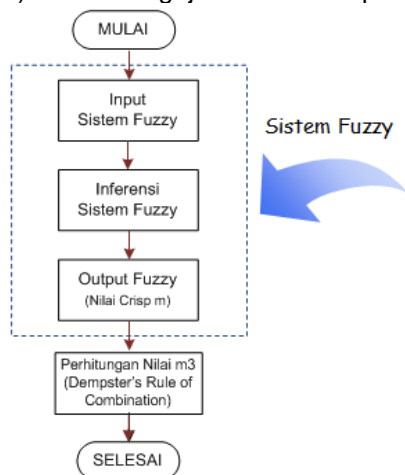 MULAI
Input
Sistem Fuzzy
Sistem Fuzzy
Inferensi
Sistem Fuzzy
Output Fuzzy
(Nilai Crisp m)
Perhitungan Nilai m3
(Dempster's Rule of
Combination)
SELESAI